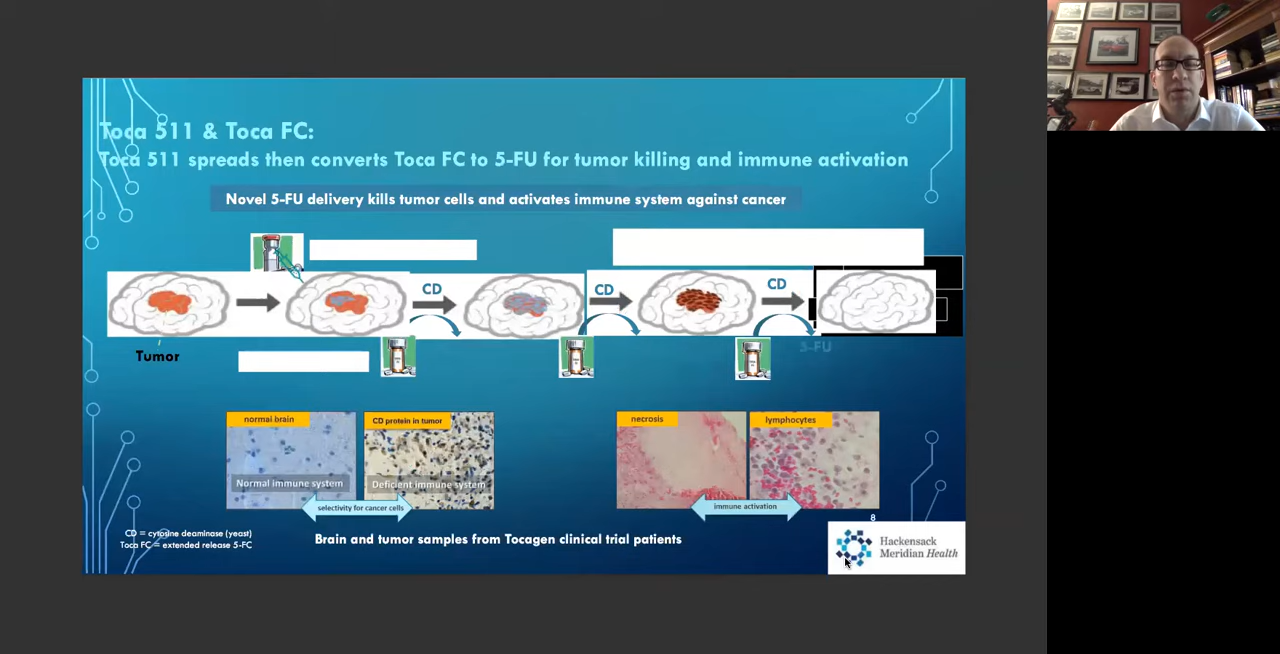 Toca 511 & Toca FC:
Toca 511 spreads then converts Toca FC to 5-FU for tumor killing and immune activation
Novel 5-FU delivery kills tumor cells and activates immune system against cancer
CD
CD
CD
5-FU
Tumor
normal brain
CD protein in tumor
necrosis
lymphocytes
Normal immune system
Deficient immune system
selectivity for cancer cells
immune activation
8
CD = cytosine deaminase (yeast)
Toca FC = extended release 5-FC
Brain and tumor samples from Tocagen clinical trial patients
Hackensack
Meridian Health